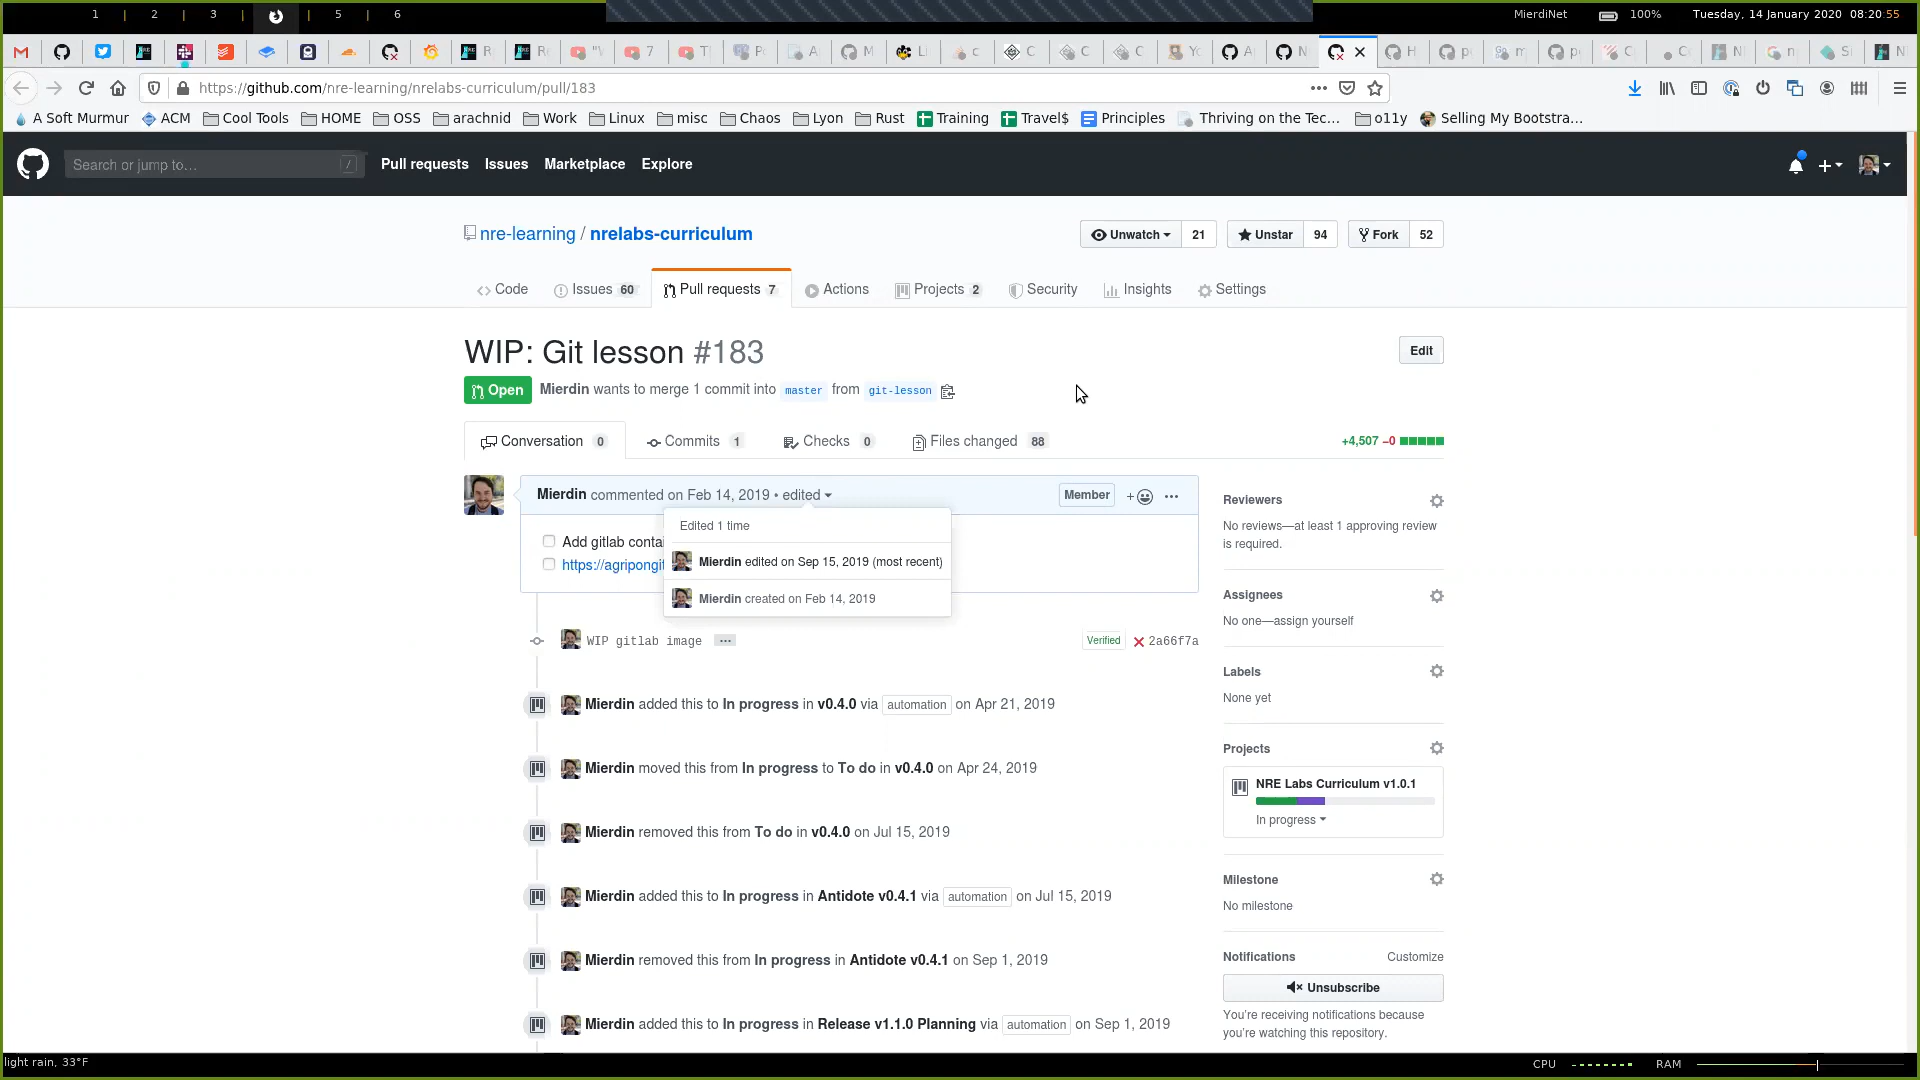 1 | 2 | 3 | | 5 | 6
MierdiNet 100% Tuesday, 14 January 2020 08:20:55
https://github.com/nre-learning/nrelabs-curriculum/pull/183
A Soft Murmur ACM Cool Tools HOME OSS arachnid Work Linux misc Chaos Lyon Rust Training Travel$ Principles Thriving on the Tec... o11y Selling My Bootstra...
Search or jump to... / Pull requests Issues Marketplace Explore
nre-learning / nrelabs-curriculum
Unwatch 21 Unstar 94 Fork 52
Code Issues 60 Pull requests 7 Actions Projects 2 Security Insights Settings
WIP: Git lesson #183
Edit
Open Mierdin wants to merge 1 commit into master from git-lesson
Conversation 0 Commits 1 Checks 0 Files changed 88
+4,507 −0
Mierdin commented on Feb 14, 2019 • edited
Member
Edited 1 time
Add gitlab contai
Mierdin edited on Sep 15, 2019 (most recent)
https://agripongit
Mierdin created on Feb 14, 2019
WIP gitlab image ...
Verified 2a66f7a
Mierdin added this to In progress in v0.4.0 via automation on Apr 21, 2019
Mierdin moved this from In progress to To do in v0.4.0 on Apr 24, 2019
Mierdin removed this from To do in v0.4.0 on Jul 15, 2019
Mierdin added this to In progress in Antidote v0.4.1 via automation on Jul 15, 2019
Mierdin removed this from In progress in Antidote v0.4.1 on Sep 1, 2019
Mierdin added this to In progress in Release v1.1.0 Planning via automation on Sep 1, 2019
Reviewers
No reviews—at least 1 approving review
is required.
Assignees
No one—assign yourself
Labels
None yet
Projects
NRE Labs Curriculum v1.0.1
In progress
Milestone
No milestone
Notifications Customize
Unsubscribe
You're receiving notifications because
you're watching this repository.
light rain, 33°F
CPU RAM